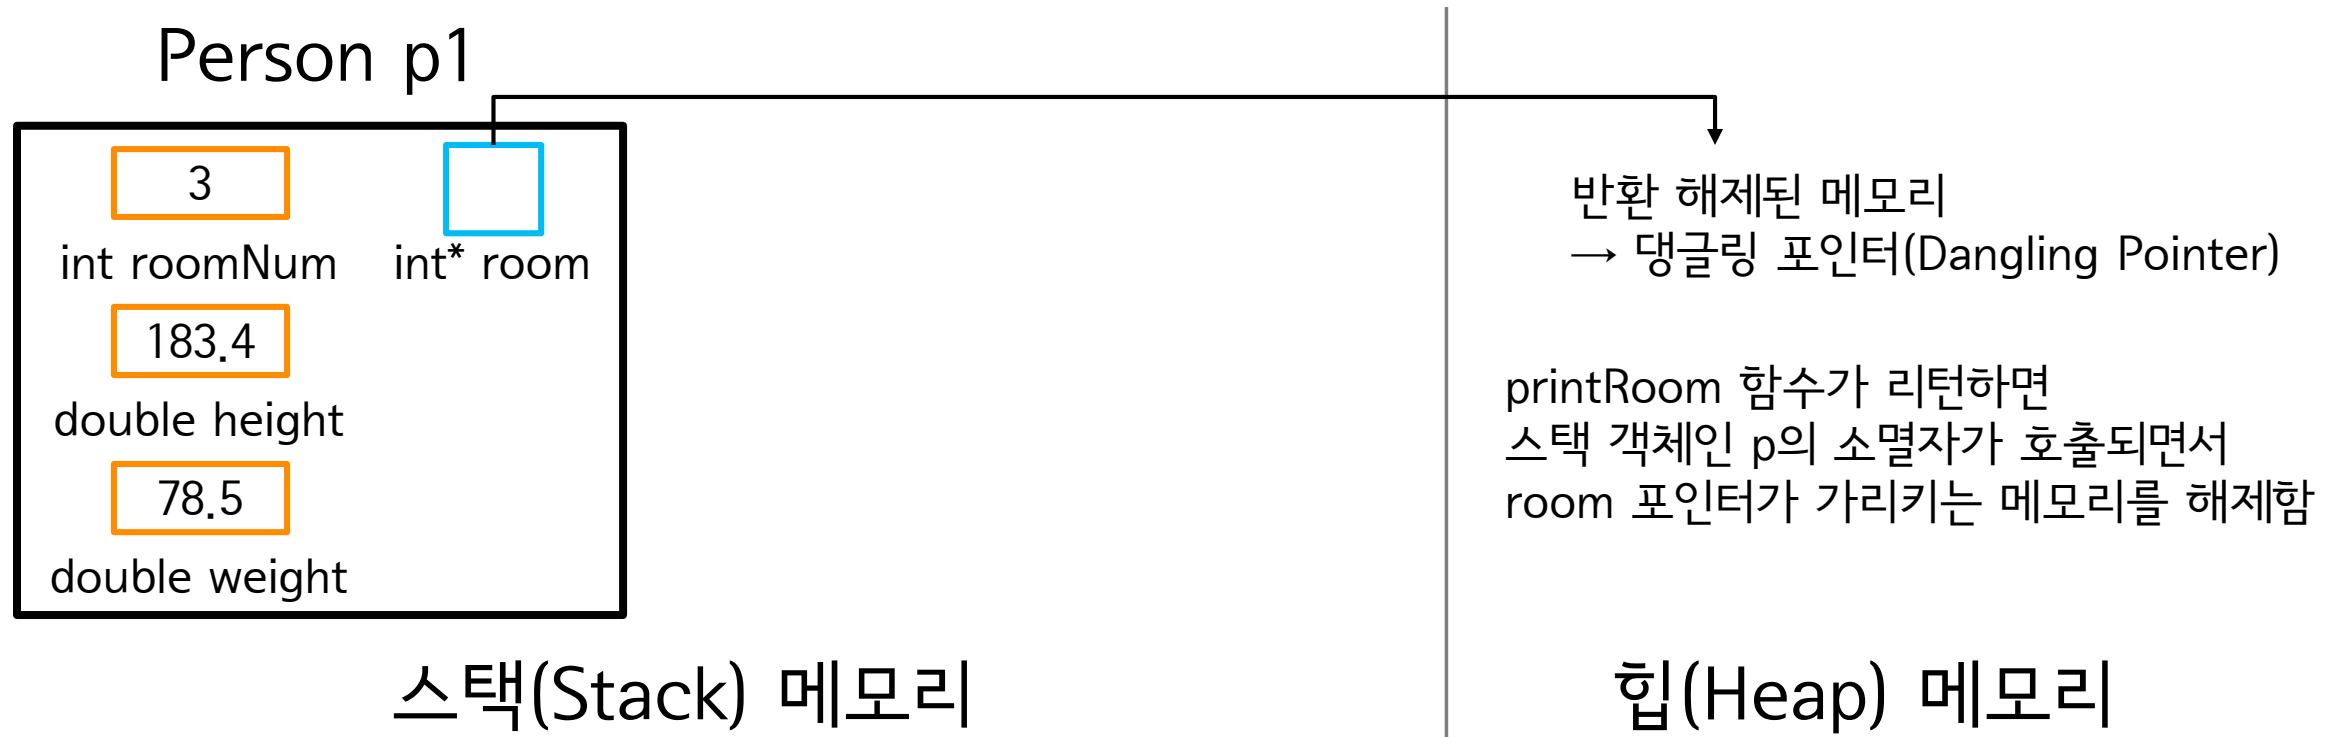 Person p1
3
int roomNum
int* room
183.4
double height
78.5
double weight
스택(Stack) 메모리
반환 해제된 메모리
→ 댕글링 포인터(Dangling Pointer)
printRoom 함수가 리턴하면
스택 객체인 p의 소멸자가 호출되면서
room 포인터가 가리키는 메모리를 해제함
힙(Heap) 메모리